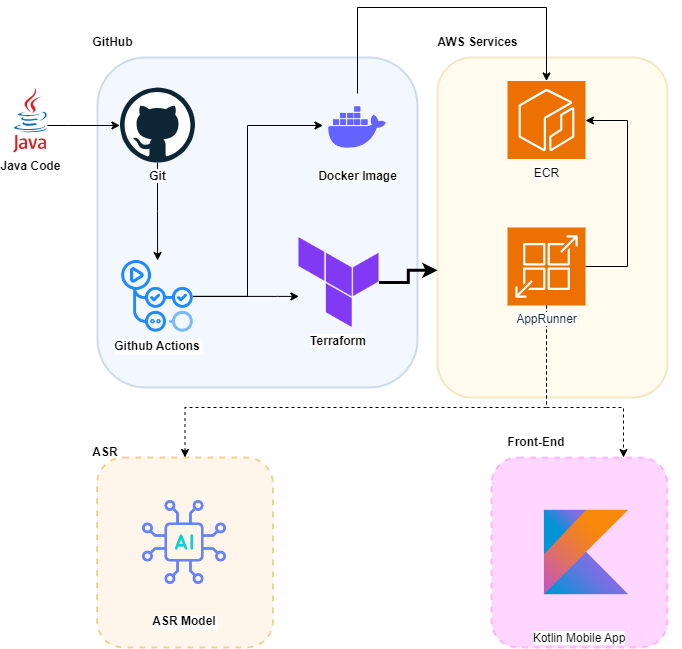 GitHub
AWS Services
Java
Java Code
Git
Docker Image
ECR
Github Actions
Terraform
AppRunner
ASR
Front-End
AI
ASR Model
Kotlin Mobile App